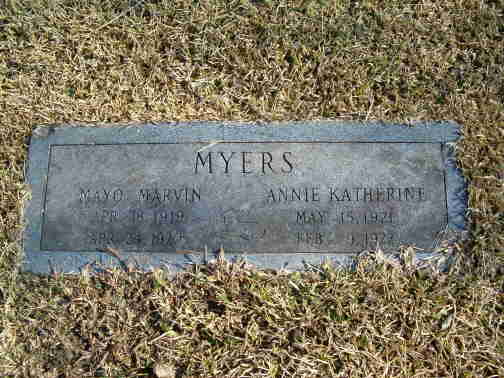 MYERS
MAYO MARVIN
APR. 18 1919
APR. 24
ANNIE KATHERINE
MAY 15, 1921
FEB.